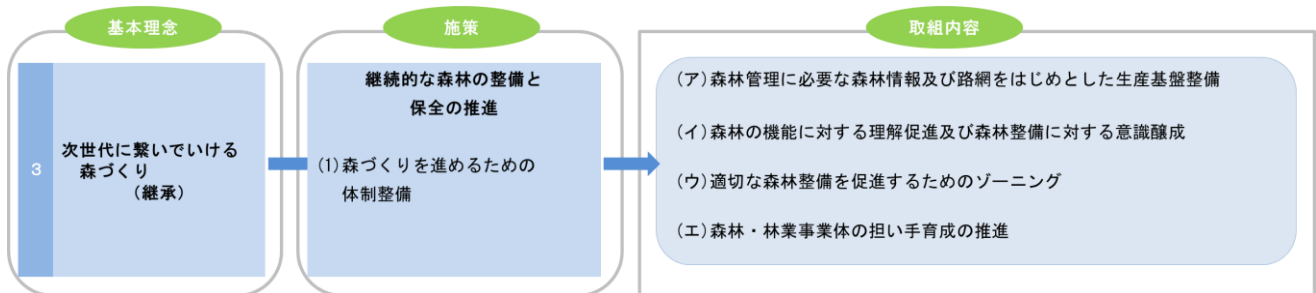 基本理念
施策
取組内容
3
次世代に繋いでいける
森づくり
(継承)
継続的な森林の整備と
保全の推進
(1)森づくりを進めるための
体制整備
(ア)森林管理に必要な森林情報及び路網をはじめとした生産基盤整備
(イ)森林の機能に対する理解促進及び森林整備に対する意識醸成
(ウ)適切な森林整備を促進するためのゾーニング
(エ)森林・林業事業体の担い手育成の推進